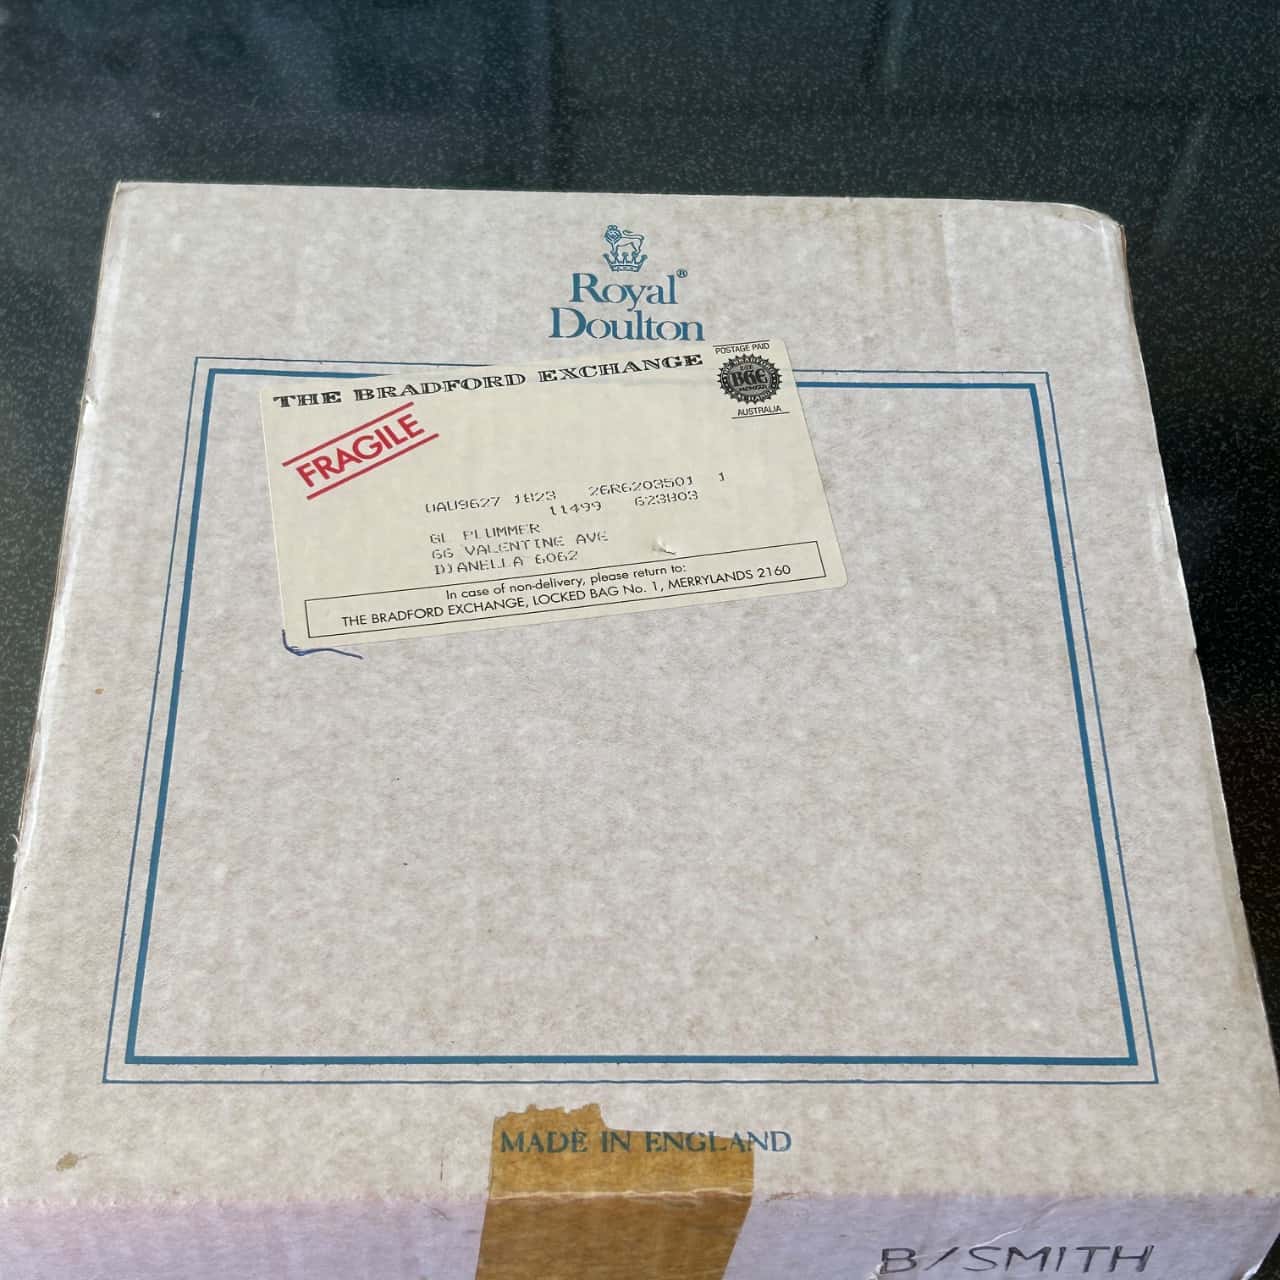 Royal®
Doulton
THE BRADFORD EXCHANGE
POSTAGE PAID
BGE
AUSTRALIA
FRAGILE
UAU9627 1823 26R6203501 1
11499 623803
GL PLUMMER
66 VALENTINE AVE
DIANELLA 6062
In case of non-delivery, please return to:
THE BRADFORD EXCHANGE, LOCKED BAG No. 1, MERRYLANDS 2160
MADE IN ENGLAND
B/SMITH